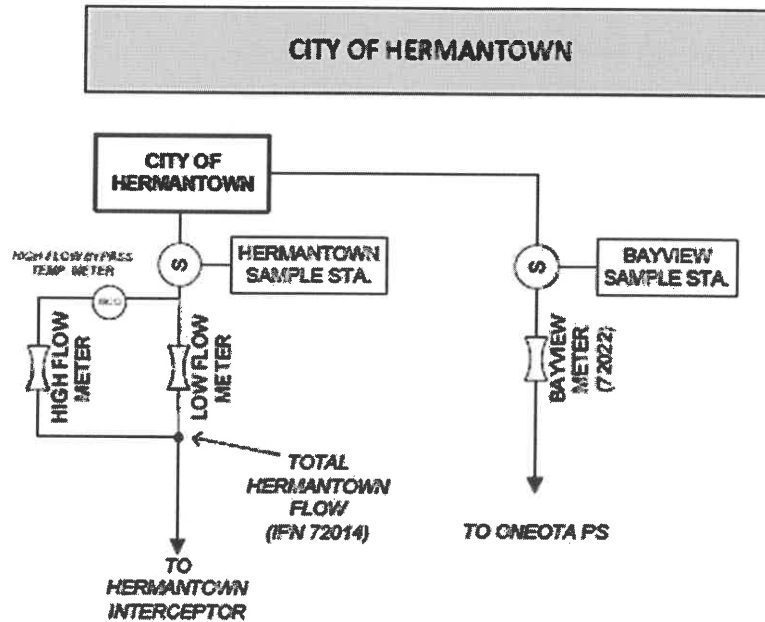 CITY OF HERMANTOWN
CITY OF
HERMANTOWN
HIGH FLOW BYPASS
TEMP METER
S
HERMANTOWN
SAMPLE STA.
S
BAYVIEW
SAMPLE STA.
HIGH FLOW
METER
LOW FLOW
METER
BAYVIEW
METER
(72022)
TOTAL
HERMANTOWN
FLOW
(IFN 72014)
TO ONEOTA PS
TO
HERMANTOWN
INTERCEPTOR